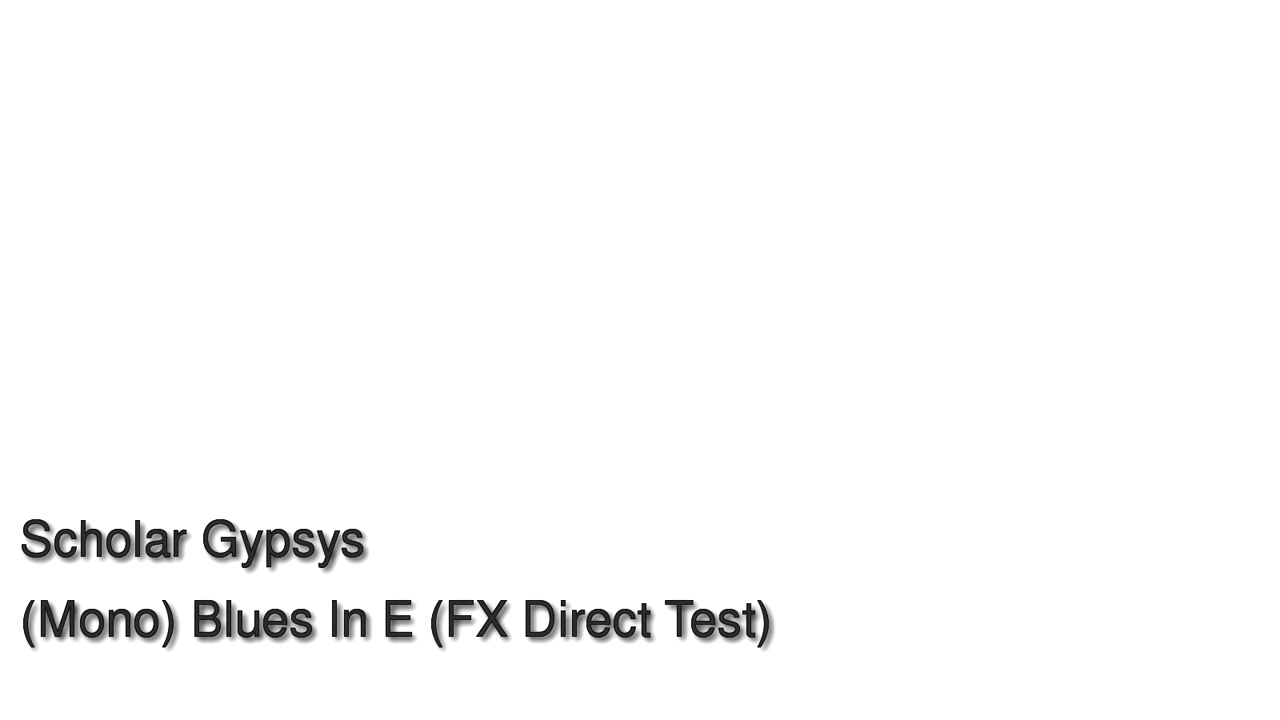 Scholar Gypsys
(Mono) Blues In E (FX Direct Test)